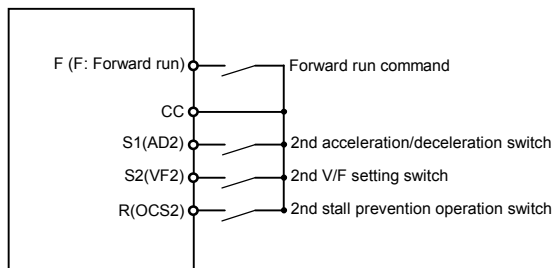 F (F: Forward run) Forward run command
CC
S1(AD2) 2nd acceleration/deceleration switch
S2(VF2) 2nd V/F setting switch
R(OCS2) 2nd stall prevention operation switch